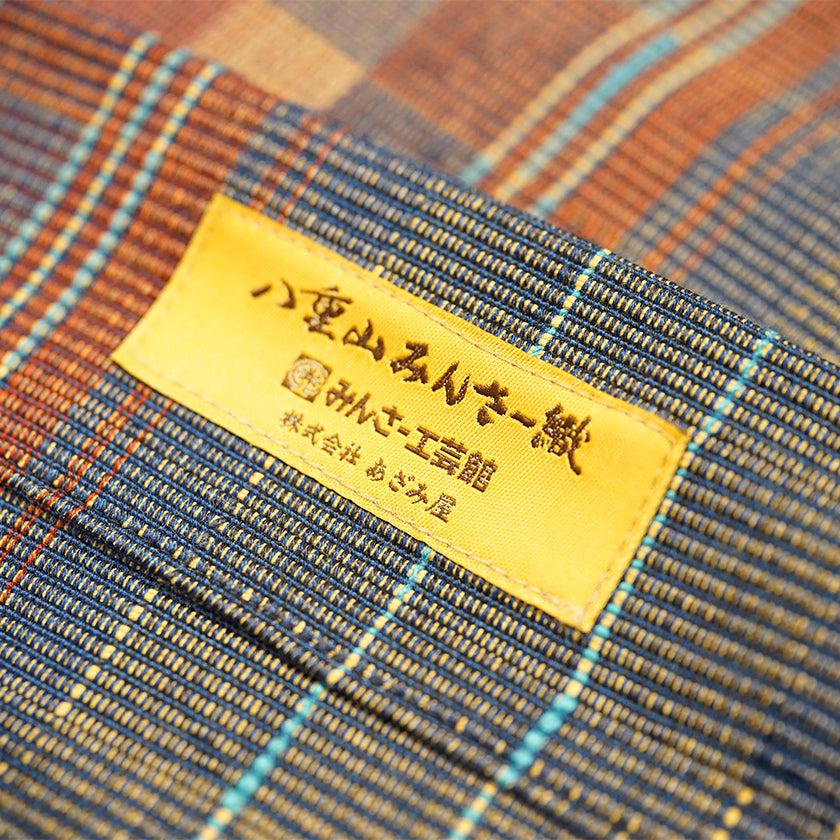 八重山みんさー織
みんさー工芸館
株式会社 あざみ屋